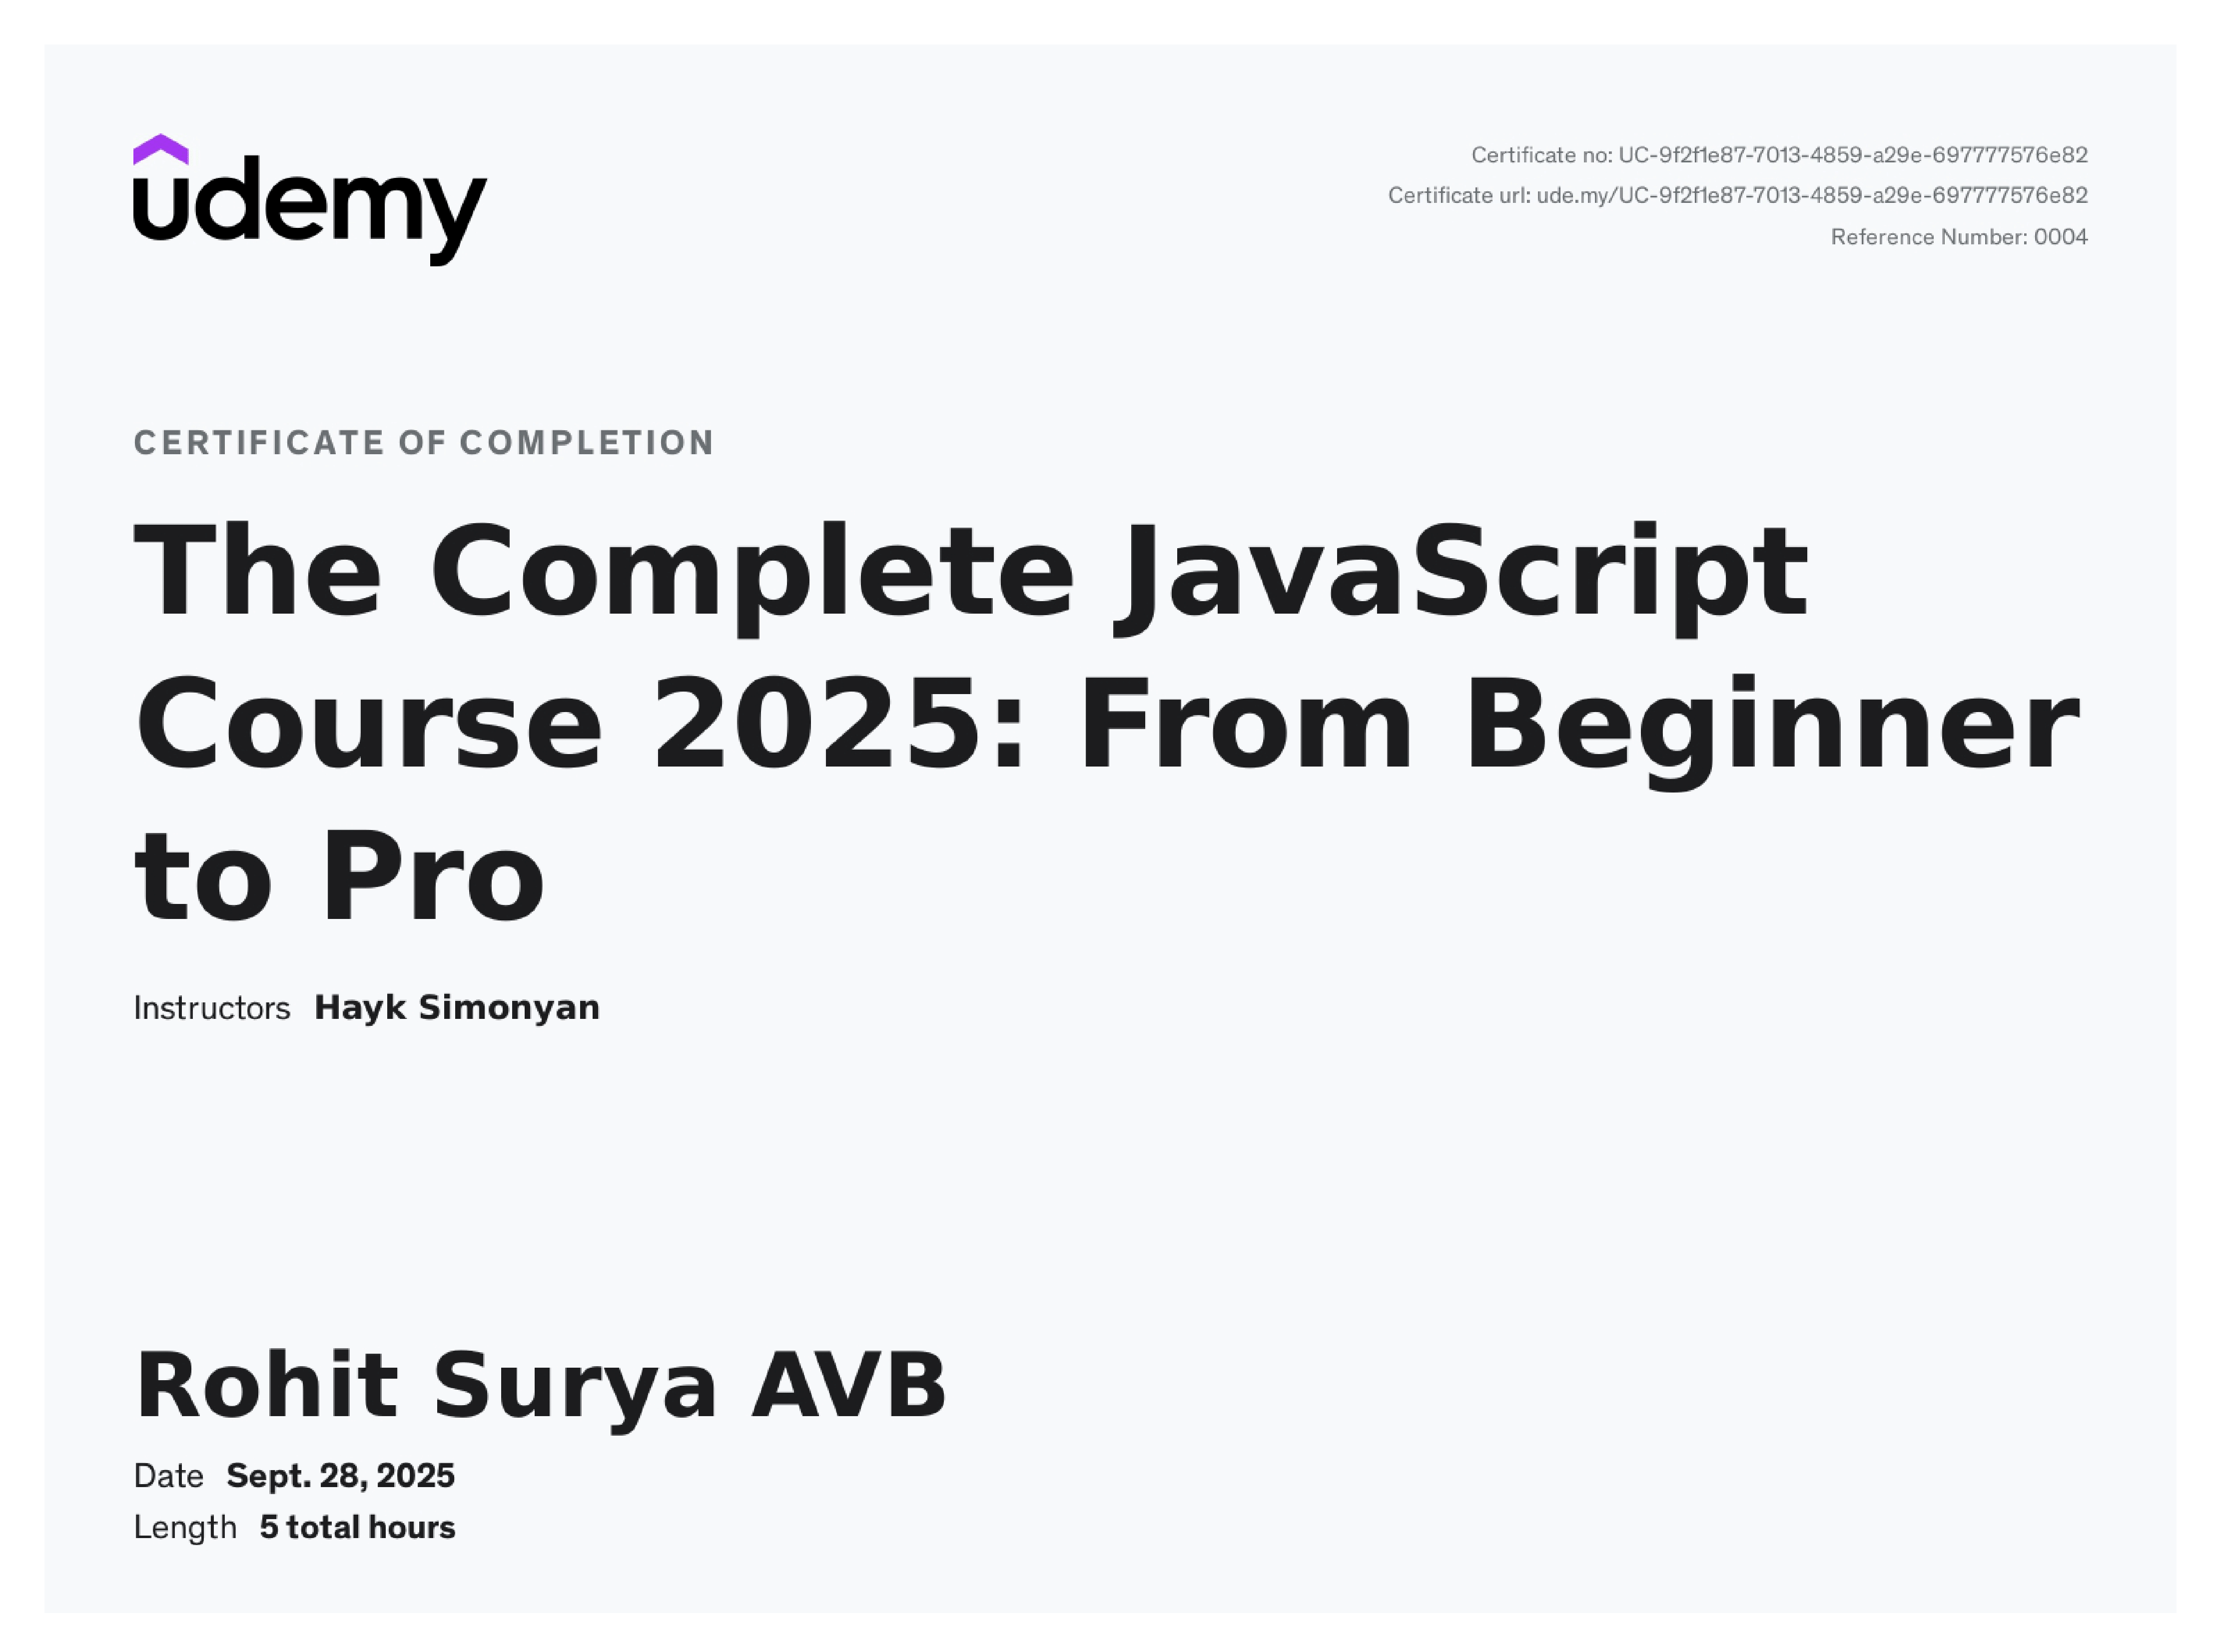 udemy
Certificate no: UC-9f2f1e87-7013-4859-a29e-697777576e82
Certificate url: ude.my/UC-9f2f1e87-7013-4859-a29e-697777576e82
Reference Number: 0004
CERTIFICATE OF COMPLETION
The Complete JavaScript
Course 2025: From Beginner
to Pro
Instructors Hayk Simonyan
Rohit Surya AVB
Date Sept. 28, 2025
Length 5 total hours